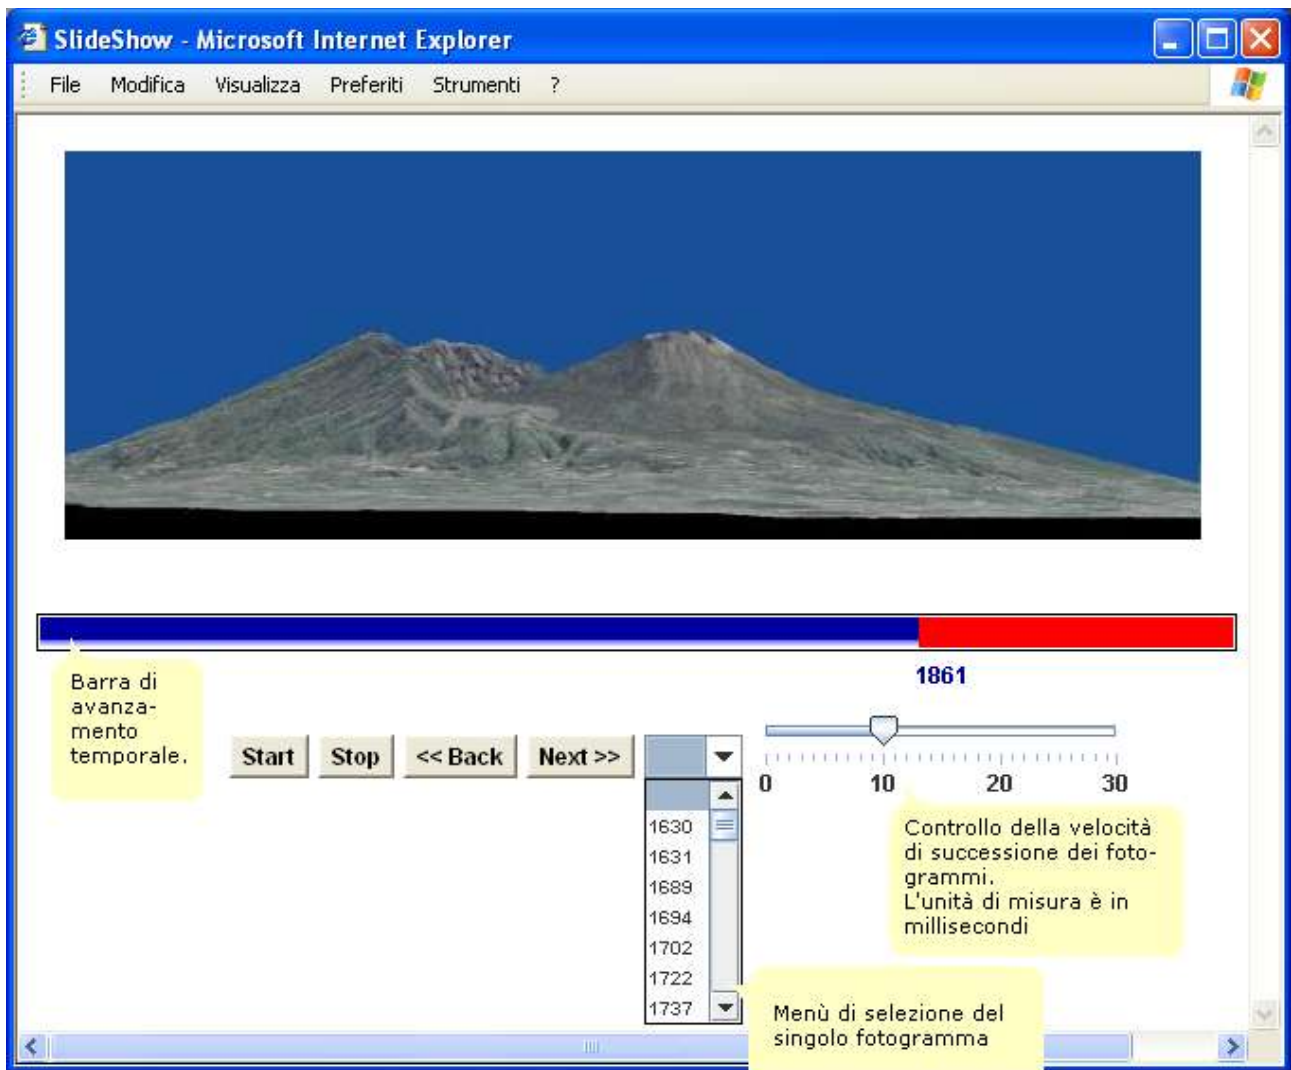 SlideShow - Microsoft Internet Explorer
File Modifica Visualizza Preferiti Strumenti ?
1861
Barra di
avanza-
mento
temporale.
Start Stop << Back Next >>
0 10 20 30
1630
1631
1689
1694
1702
1722
1737
Controllo della velocità
di successione dei foto-
grammi.
L'unità di misura è in
millisecondi
Menù di selezione del
singolo fotogramma